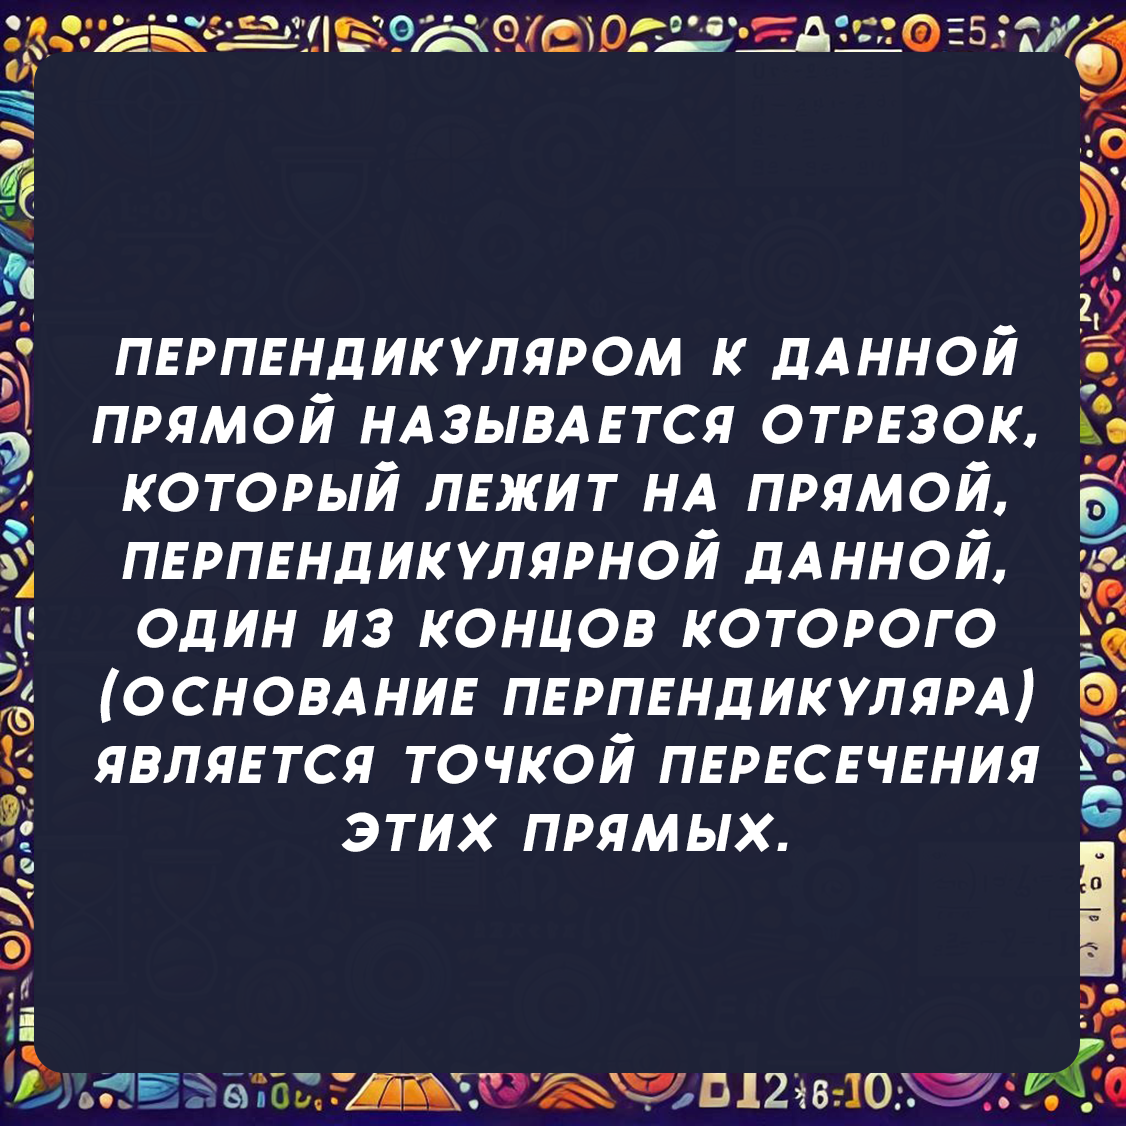 ПЕРПЕНДИКУЛЯРОМ К ДАННОЙ
ПРЯМОЙ НАЗЫВАЕТСЯ ОТРЕЗОК,
КОТОРЫЙ ЛЕЖИТ НА ПРЯМОЙ,
ПЕРПЕНДИКУЛЯРНОЙ ДАННОЙ,
ОДИН ИЗ КОНЦОВ КОТОРОГО
(ОСНОВАНИЕ ПЕРПЕНДИКУЛЯРА)
ЯВЛЯЕТСЯ ТОЧКОЙ ПЕРЕСЕЧЕНИЯ
ЭТИХ ПРЯМЫХ.